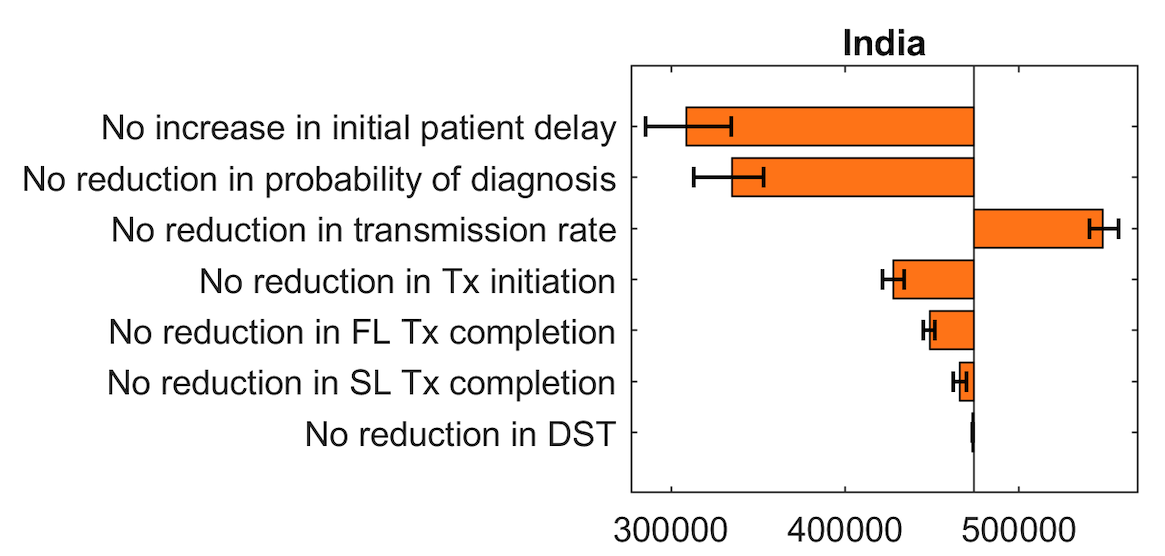 India
No increase in initial patient delay
No reduction in probability of diagnosis
No reduction in transmission rate
No reduction in Tx initiation
No reduction in FL Tx completion
No reduction in SL Tx completion
No reduction in DST
300000 400000 500000